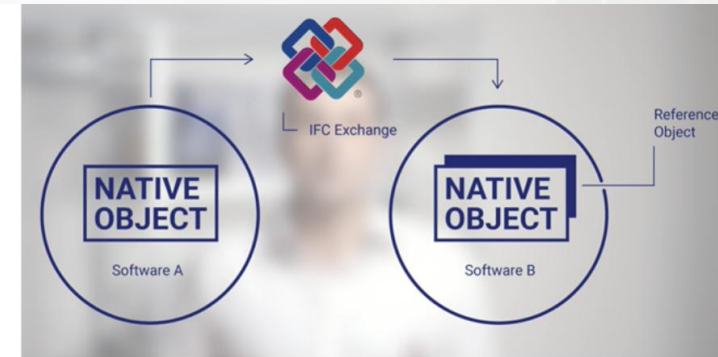 IFC Exchange
Reference
Object
NATIVE
OBJECT
Software A
NATIVE
OBJECT
Software B